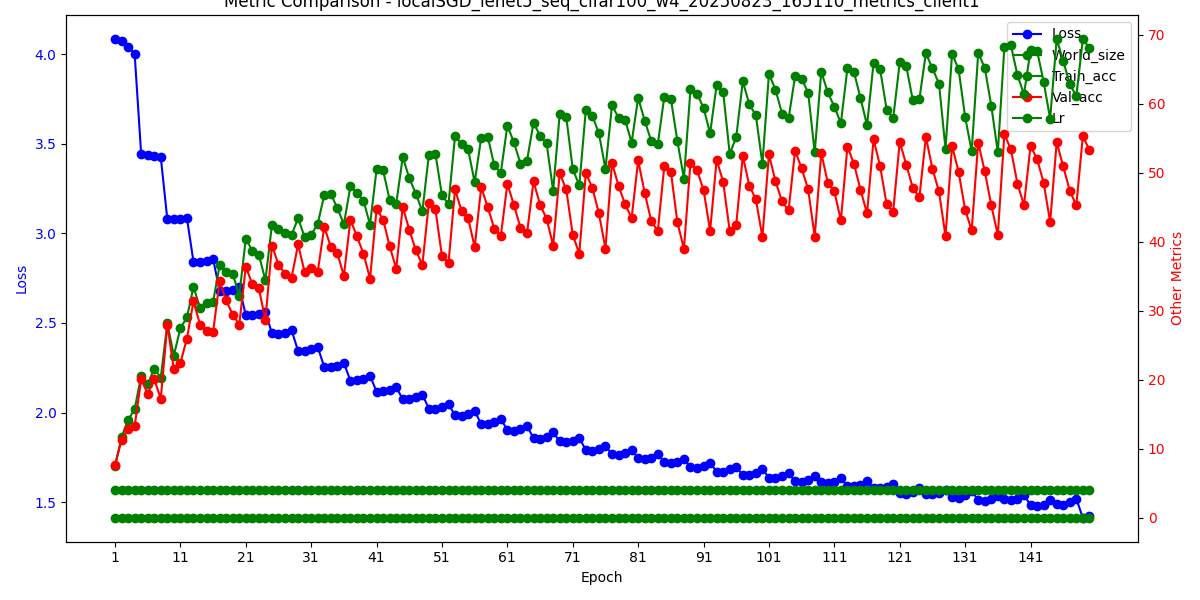 Metric Comparison - localSGD_lenet5_seq_cifar100_w4_20250823_165110_metrics_client1
Loss
World_size
Train_acc
Val_acc
Lr
4.0
3.5
3.0
2.5
2.0
1.5
Loss
70
60
50
40
30
20
10
0
Other Metrics
1 11 21 31 41 51 61 71 81 91 101 111 121 131 141
Epoch